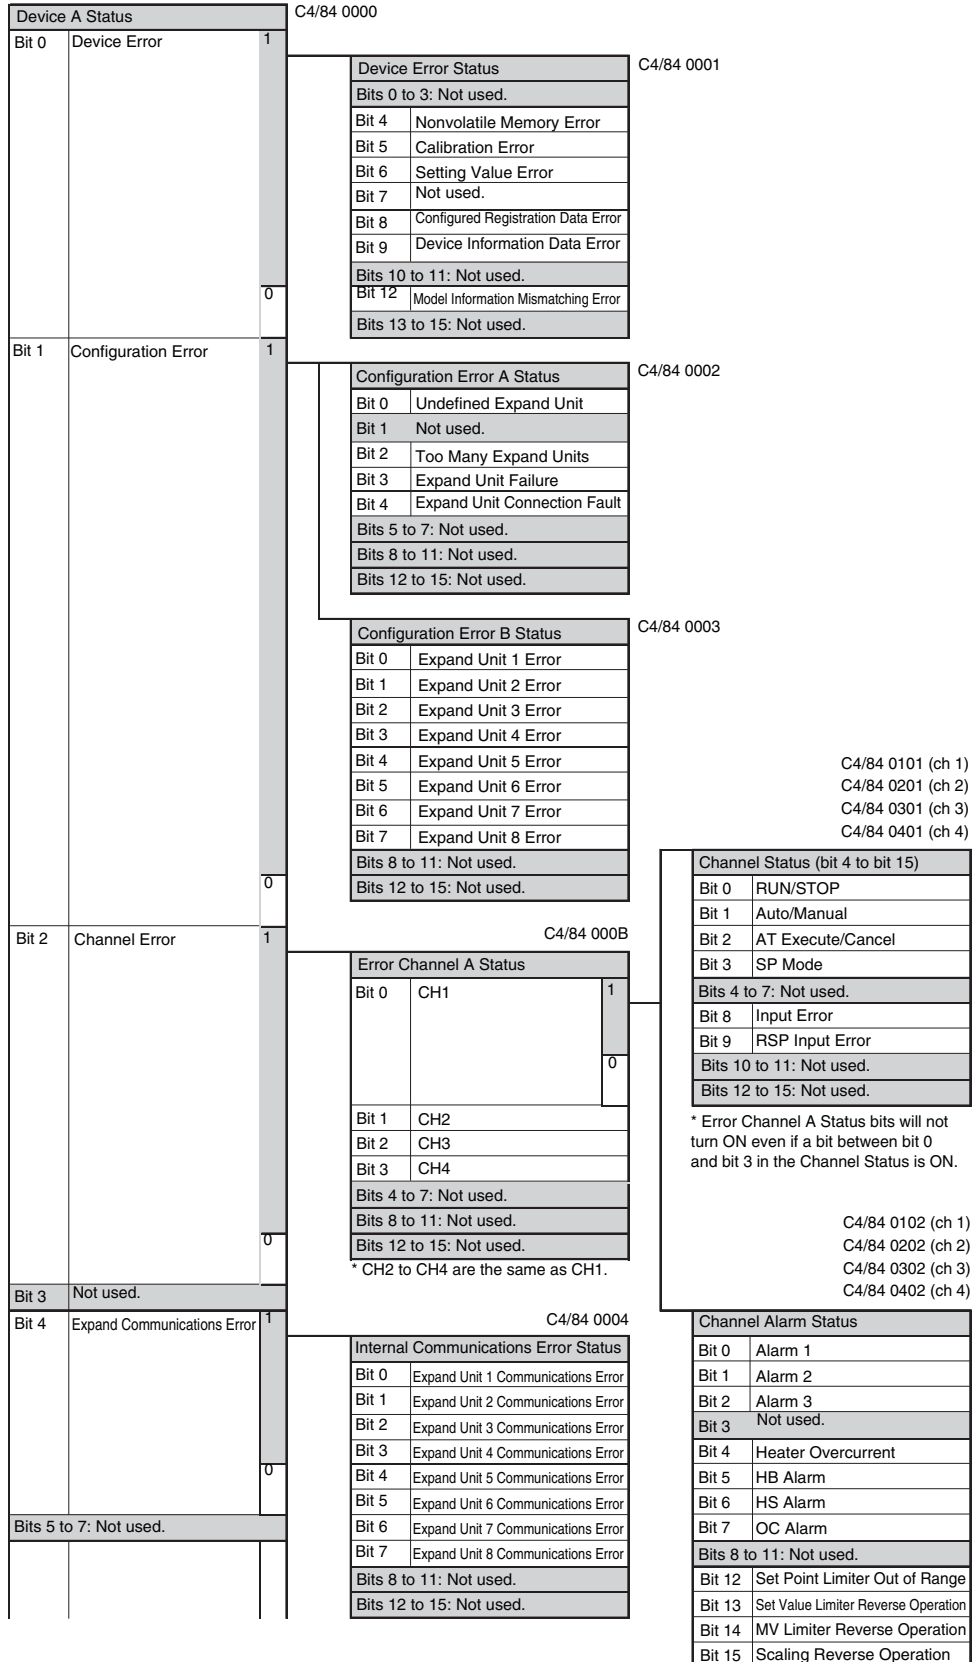 Device A Status
C4/84 0000
Bit 0 Device Error 1
0
Device Error Status
C4/84 0001
Bits 0 to 3: Not used.
Bit 4 Nonvolatile Memory Error
Bit 5 Calibration Error
Bit 6 Setting Value Error
Bit 7 Not used.
Bit 8 Configured Registration Data Error
Bit 9 Device Information Data Error
Bits 10 to 11: Not used.
Bit 12 Model Information Mismatching Error
Bits 13 to 15: Not used.
Bit 1 Configuration Error 1
0
Configuration Error A Status
C4/84 0002
Bit 0 Undefined Expand Unit
Bit 1 Not used.
Bit 2 Too Many Expand Units
Bit 3 Expand Unit Failure
Bit 4 Expand Unit Connection Fault
Bits 5 to 7: Not used.
Bits 8 to 11: Not used.
Bits 12 to 15: Not used.
Configuration Error B Status
C4/84 0003
Bit 0 Expand Unit 1 Error
Bit 1 Expand Unit 2 Error
Bit 2 Expand Unit 3 Error
Bit 3 Expand Unit 4 Error
Bit 4 Expand Unit 5 Error
Bit 5 Expand Unit 6 Error
Bit 6 Expand Unit 7 Error
Bit 7 Expand Unit 8 Error
Bits 8 to 11: Not used.
Bits 12 to 15: Not used.
Bit 2 Channel Error 1
0
C4/84 000B
Error Channel A Status
Bit 0 CH1 1
0
Bit 1 CH2
Bit 2 CH3
Bit 3 CH4
Bits 4 to 7: Not used.
Bits 8 to 11: Not used.
Bits 12 to 15: Not used.
* CH2 to CH4 are the same as CH1.
C4/84 0101 (ch 1)
C4/84 0201 (ch 2)
C4/84 0301 (ch 3)
C4/84 0401 (ch 4)
Channel Status (bit 4 to bit 15)
Bit 0 RUN/STOP
Bit 1 Auto/Manual
Bit 2 AT Execute/Cancel
Bit 3 SP Mode
Bits 4 to 7: Not used.
Bit 8 Input Error
Bit 9 RSP Input Error
Bits 10 to 11: Not used.
Bits 12 to 15: Not used.
* Error Channel A Status bits will not
turn ON even if a bit between bit 0
and bit 3 in the Channel Status is ON.
C4/84 0102 (ch 1)
C4/84 0202 (ch 2)
C4/84 0302 (ch 3)
C4/84 0402 (ch 4)
Channel Alarm Status
Bit 0 Alarm 1
Bit 1 Alarm 2
Bit 2 Alarm 3
Bit 3 Not used.
Bit 4 Heater Overcurrent
Bit 5 HB Alarm
Bit 6 HS Alarm
Bit 7 OC Alarm
Bits 8 to 11: Not used.
Bit 12 Set Point Limiter Out of Range
Bit 13 Set Value Limiter Reverse Operation
Bit 14 MV Limiter Reverse Operation
Bit 15 Scaling Reverse Operation
Bit 3 Not used.
Bit 4 Expand Communications Error 1
0
C4/84 0004
Internal Communications Error Status
Bit 0 Expand Unit 1 Communications Error
Bit 1 Expand Unit 2 Communications Error
Bit 2 Expand Unit 3 Communications Error
Bit 3 Expand Unit 4 Communications Error
Bit 4 Expand Unit 5 Communications Error
Bit 5 Expand Unit 6 Communications Error
Bit 6 Expand Unit 7 Communications Error
Bit 7 Expand Unit 8 Communications Error
Bits 8 to 11: Not used.
Bits 12 to 15: Not used.
Bits 5 to 7: Not used.